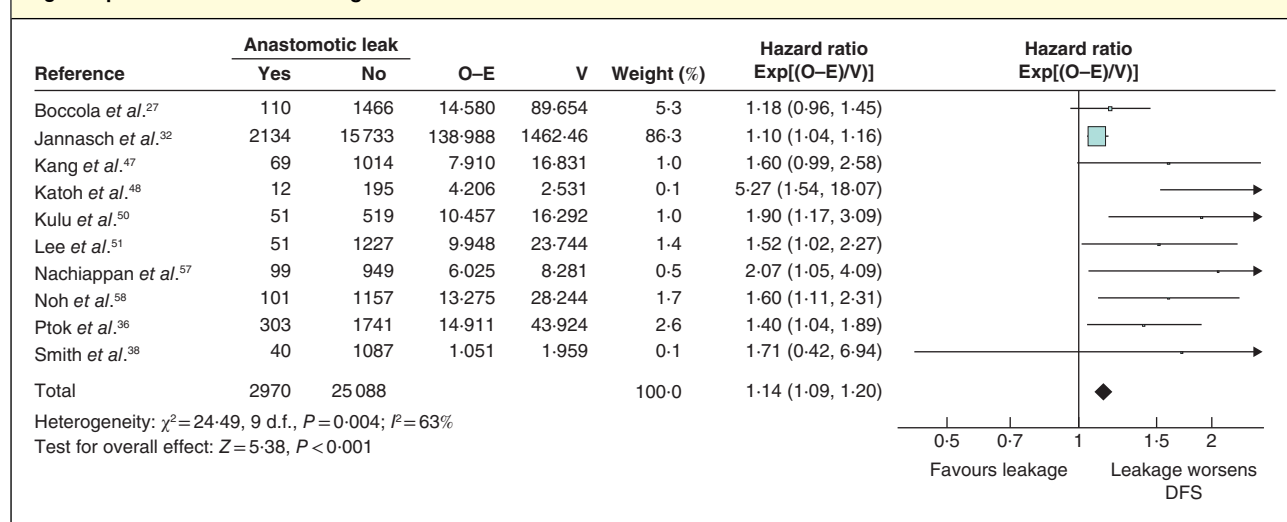 Anastomotic leak Hazard ratio Hazard ratio
Reference Yes No O–E V Weight (%) Exp[(O–E)/V)] Exp[(O–E)/V)]
Boccola et al.27 110 1466 14·580 89·654 5·3 1·18 (0·96, 1·45)
Jannasch et al.32 2134 15 733 138·988 1462·46 86·3 1·10 (1·04, 1·16)
Kang et al.47 69 1014 7·910 16·831 1·0 1·60 (0·99, 2·58)
Katoh et al.48 12 195 4·206 2·531 0·1 5·27 (1·54, 18·07)
Kulu et al.50 51 519 10·457 16·292 1·0 1·90 (1·17, 3·09)
Lee et al.51 51 1227 9·948 23·744 1·4 1·52 (1·02, 2·27)
Nachiappan et al.57 99 949 6·025 8·281 0·5 2·07 (1·05, 4·09)
Noh et al.58 101 1157 13·275 28·244 1·7 1·60 (1·11, 2·31)
Ptok et al.36 303 1741 14·911 43·924 2·6 1·40 (1·04, 1·89)
Smith et al.38 40 1087 1·051 1·959 0·1 1·71 (0·42, 6·94)
Total 2970 25 088 100·0 1·14 (1·09, 1·20)
Heterogeneity: χ²=24·49, 9 d.f., P=0·004; I²=63%
Test for overall effect: Z=5·38, P<0·001
0·5 0·7 1 1·5 2
Favours leakage Leakage worsens
DFS